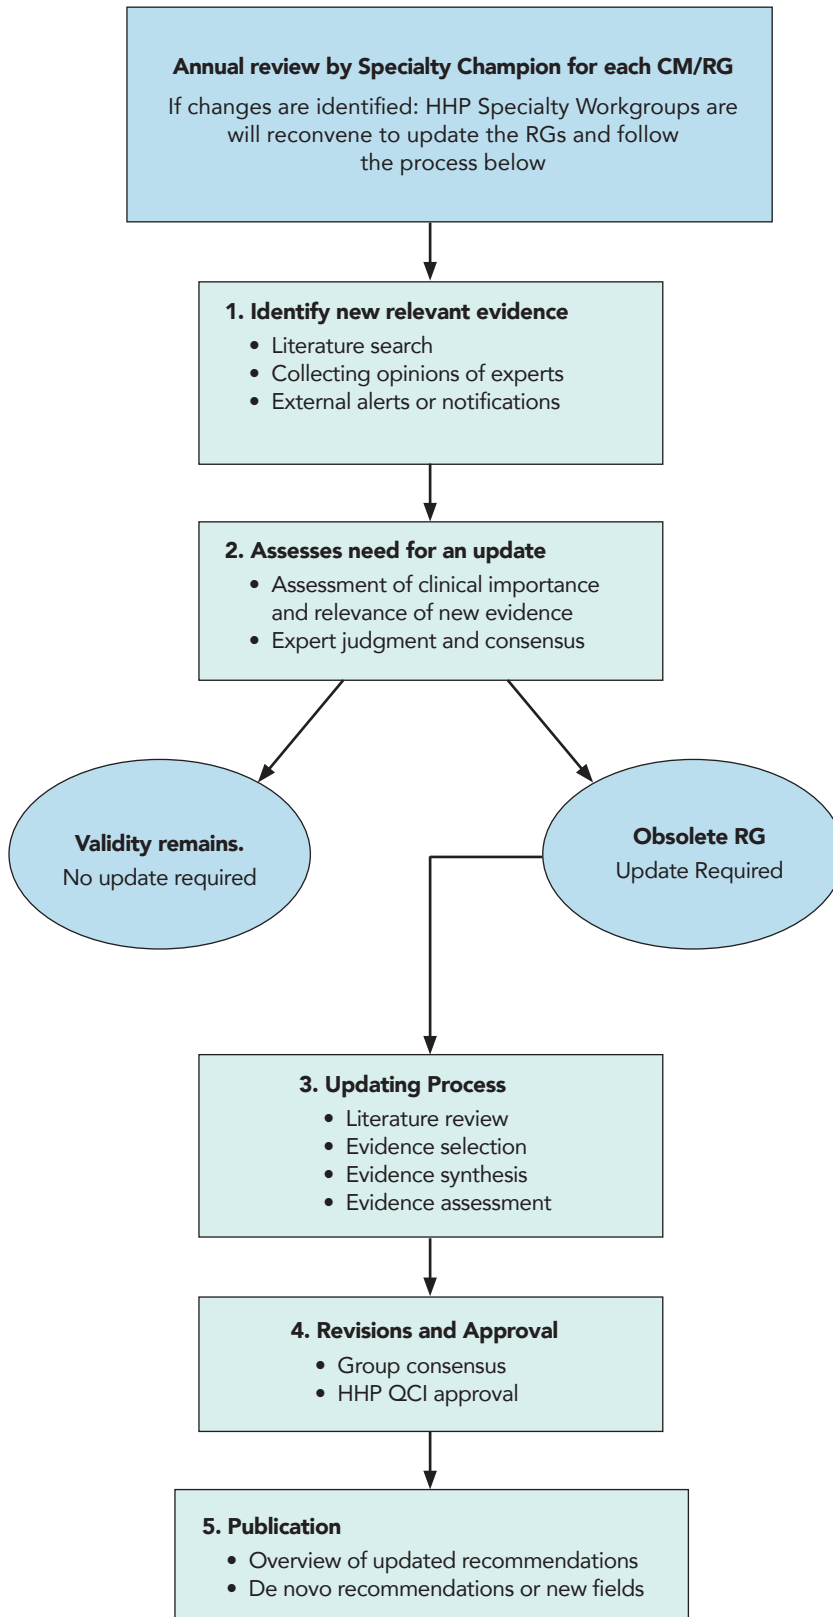 Annual review by Specialty Champion for each CM/RG
If changes are identified: HHP Specialty Workgroups are
will reconvene to update the RGs and follow
the process below
1. Identify new relevant evidence
• Literature search
• Collecting opinions of experts
• External alerts or notifications
2. Assesses need for an update
• Assessment of clinical importance
and relevance of new evidence
• Expert judgment and consensus
Validity remains.
No update required
Obsolete RG
Update Required
3. Updating Process
• Literature review
• Evidence selection
• Evidence synthesis
• Evidence assessment
4. Revisions and Approval
• Group consensus
• HHP QCI approval
5. Publication
• Overview of updated recommendations
• De novo recommendations or new fields